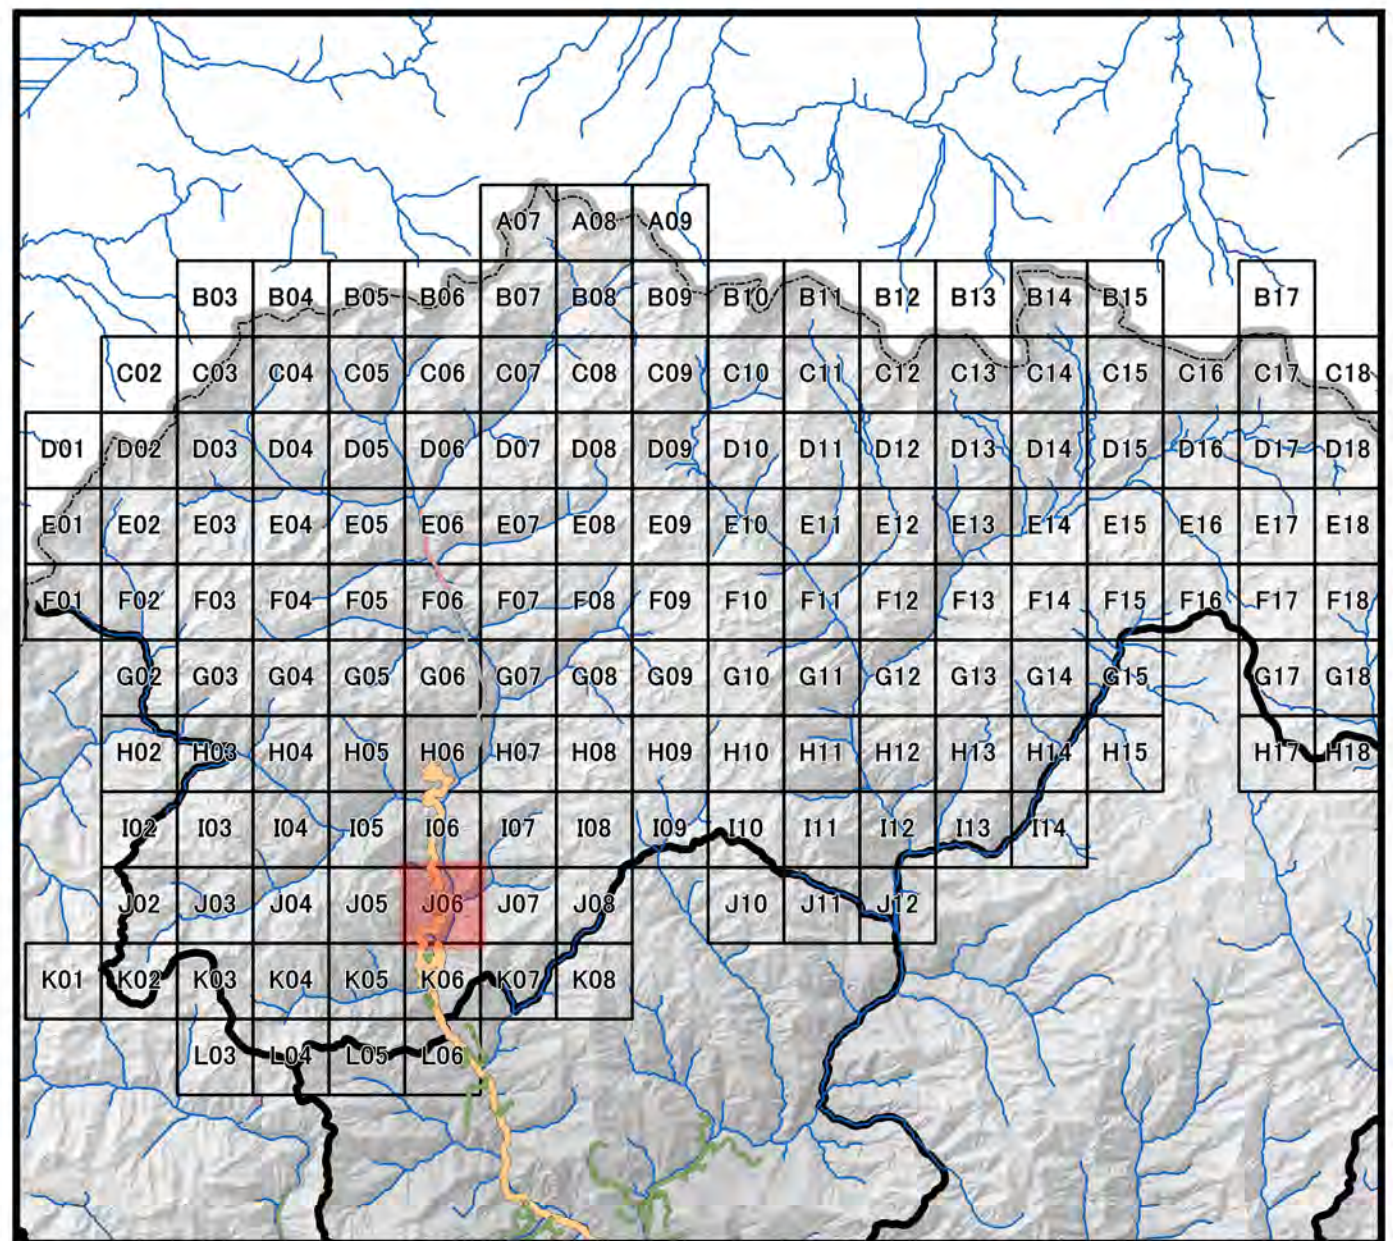 A07 A08 A09
B03 B04 B05 B06 B07 B08 B09 B10 B11 B12 B13 B14 B15 B17
C02 C03 C04 C05 C06 C07 C08 C09 C10 C11 C12 C13 C14 C15 C16 C17 C18
D01 D02 D03 D04 D05 D06 D07 D08 D09 D10 D11 D12 D13 D14 D15 D16 D17 D18
E01 E02 E03 E04 E05 E06 E07 E08 E09 E10 E11 E12 E13 E14 E15 E16 E17 E18
F01 F02 F03 F04 F05 F06 F07 F08 F09 F10 F11 F12 F13 F14 F15 F16 F17 F18
G02 G03 G04 G05 G06 G07 G08 G09 G10 G11 G12 G13 G14 G15 G17 G18
H02 H03 H04 H05 H06 H07 H08 H09 H10 H11 H12 H13 H14 H15 H17 H18
I02 I03 I04 I05 I06 I07 I08 I09 I10 I11 I12 I13 I14
J02 J03 J04 J05 J06 J07 J08 J10 J11 J12
K01 K02 K03 K04 K05 K06 K07 K08
L03 L04 L05 L06